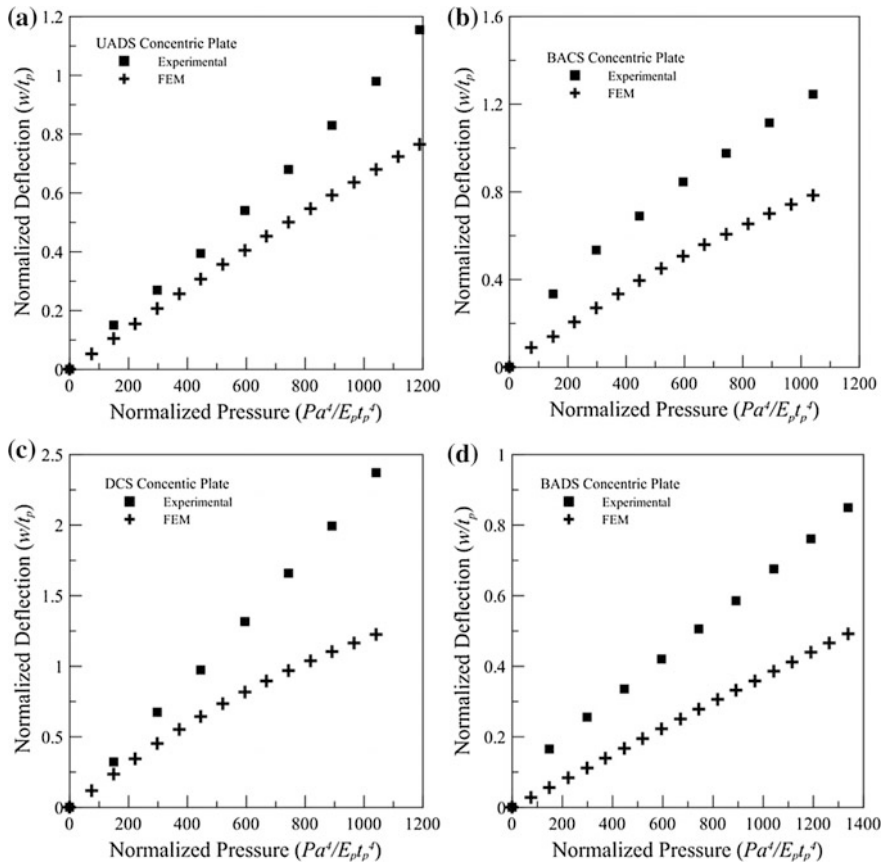 (a)
1.2
1
0.8
0.6
0.4
0.2
0
UADS Concentric Plate
Experimental
FEM
Normalized Deflection (w/tp)
0 200 400 600 800 1000 1200
Normalized Pressure (Pa⁴/Eptp⁴)
(b)
1.6
1.2
0.8
0.4
0
BACS Concentric Plate
Experimental
FEM
Normalized Deflection (w/tp)
0 200 400 600 800 1000 1200
Normalized Pressure (Pa⁴/Eptp⁴)
(c)
2.5
2
1.5
1
0.5
0
DCS Concentic Plate
Experimental
FEM
Normalized Deflection (w/tp)
0 200 400 600 800 1000 1200
Normalized Pressure (Pa⁴/Eptp⁴)
(d)
1
0.8
0.6
0.4
0.2
0
BADS Concentric Plate
Experimental
FEM
Normalized Deflection (w/tp)
0 200 400 600 800 1000 1200 1400
Normalized Pressure (Pa⁴/Eptp⁴)